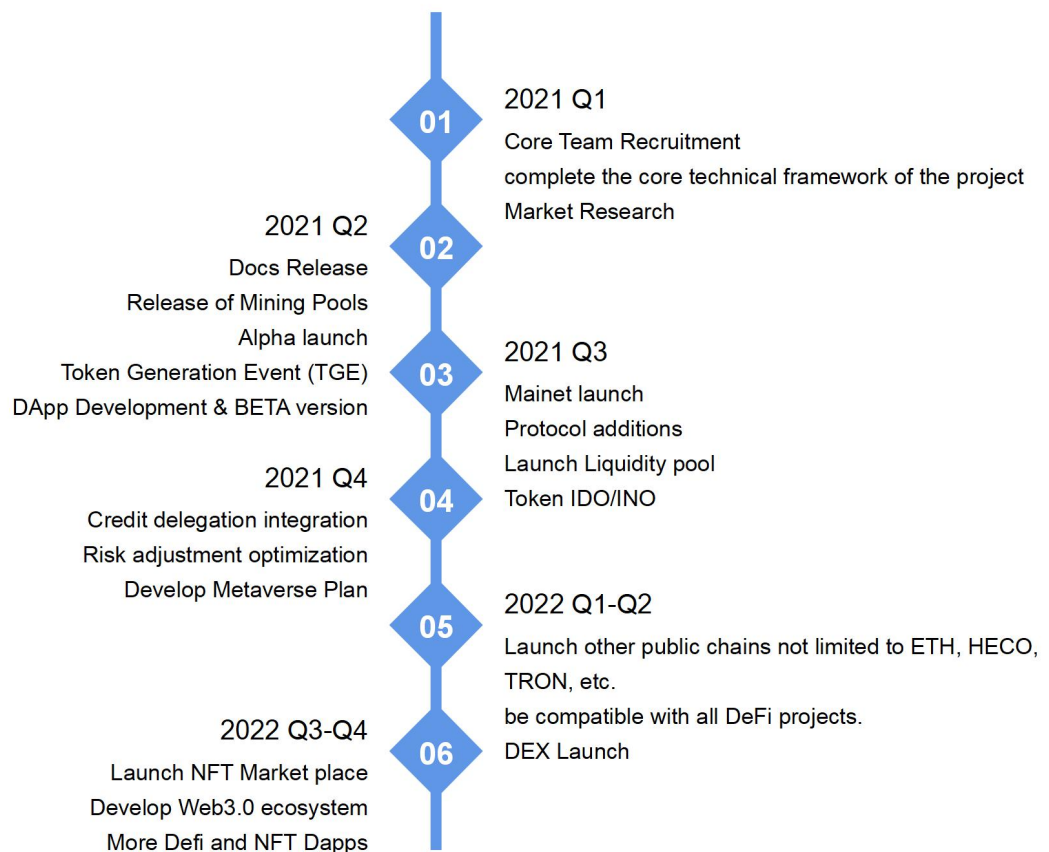 01
2021 Q1
Core Team Recruitment
complete the core technical framework of the project
Market Research
02
2021 Q2
Docs Release
Release of Mining Pools
Alpha launch
Token Generation Event (TGE)
DApp Development & BETA version
03
2021 Q3
Mainet launch
Protocol additions
Launch Liquidity pool
Token IDO/INO
04
2021 Q4
Credit delegation integration
Risk adjustment optimization
Develop Metaverse Plan
05
2022 Q1-Q2
Launch other public chains not limited to ETH, HECO,
TRON, etc.
be compatible with all DeFi projects.
DEX Launch
06
2022 Q3-Q4
Launch NFT Market place
Develop Web3.0 ecosystem
More Defi and NFT Dapps